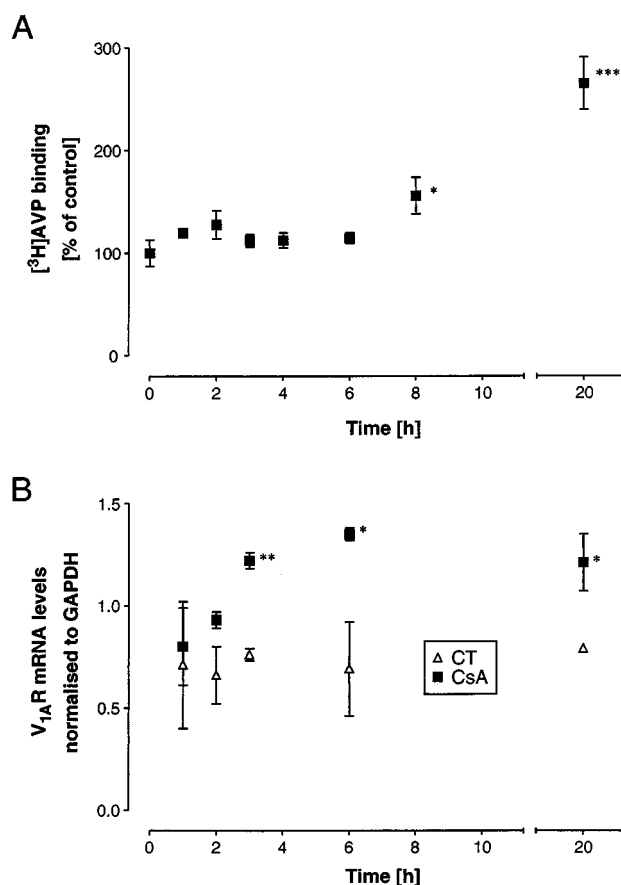 A
[³H]AVP binding
[% of control]
300
200
100
0
***
*
0 2 4 6 8 10 20
Time [h]
B
V₁ₐR mRNA levels
normalised to GAPDH
1.5
1.0
0.5
0.0
**
*
*
CT
CsA
0 2 4 6 8 10 20
Time [h]